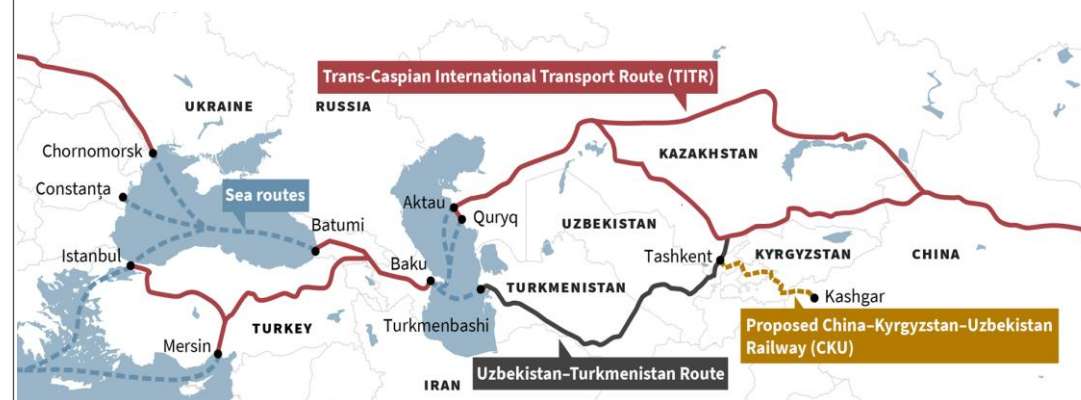 Trans-Caspian International Transport Route (TITR)
UKRAINE
RUSSIA
Chornomorsk
KAZAKHSTAN
Constanța
Sea routes
Aktau
Quryq
Batumi
UZBEKISTAN
Istanbul
Baku
Tashkent
KYRGYZSTAN
CHINA
TURKMENISTAN
Kashgar
Turkmenbashi
TURKEY
Mersin
Proposed China–Kyrgyzstan–Uzbekistan
Railway (CKU)
Uzbekistan–Turkmenistan Route
IRAN